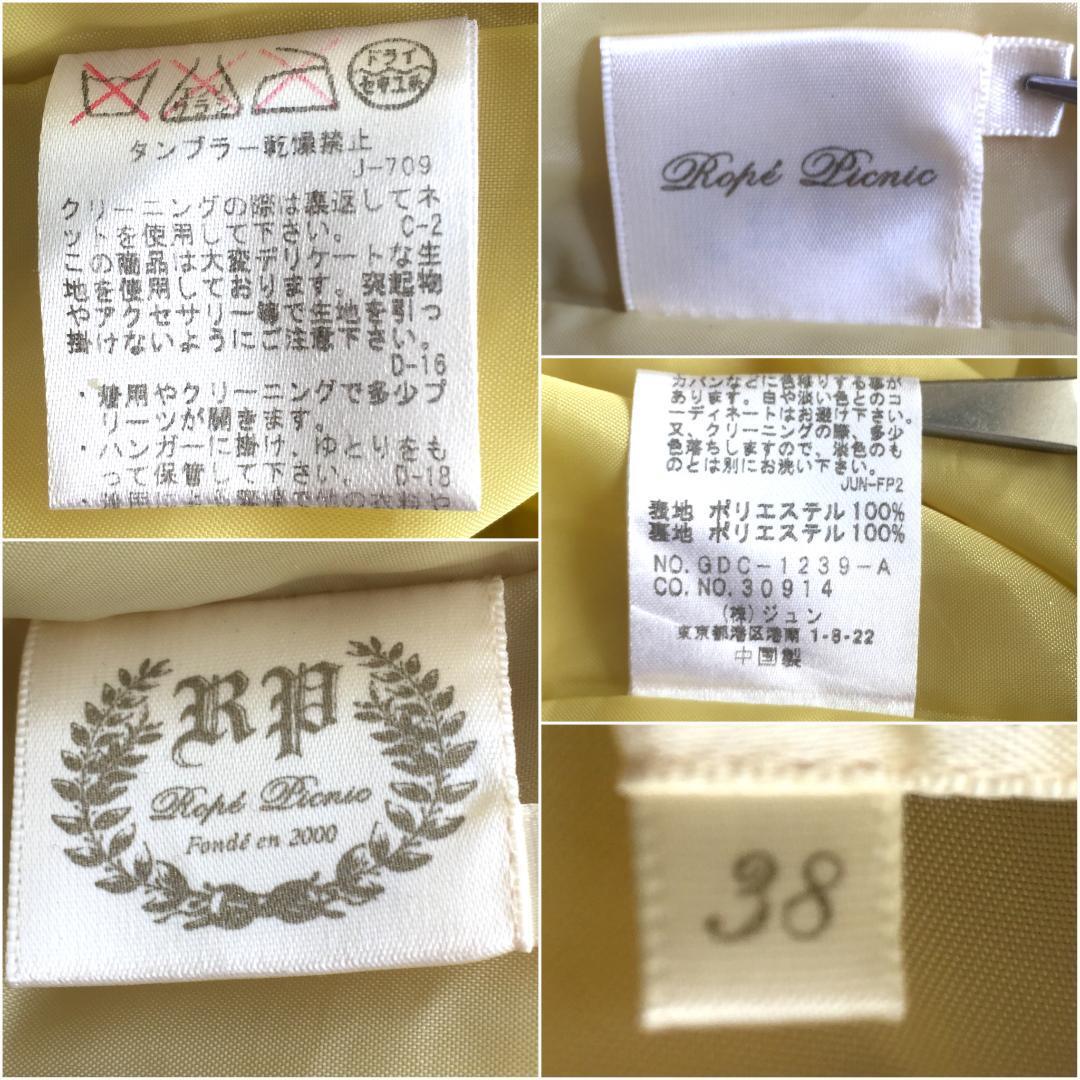 ドライ
セキユ系
エンソサラシ
タンブラー乾燥禁止
J-709
クリーニングの際は裏返してネ
ットを使用して下さい。 C-2
この商品は大変デリケートな生
地を使用しております。突起物
やアクセサリー等で生地を引っ
掛けないようにご注意下さい。
D-16
・着用やクリーニングで多少プ
リーツが開きます。
・ハンガーに掛け、ゆとりをも
って保管して下さい。 D-18
Ropé Picnic
カバンなどに色移りする事が
あります。白や淡い色とのコ
ーディネートはお避け下さい。
又、クリーニングの際、多少
色落ちしますので、淡色のも
のとは別にお洗い下さい。
JUN-FP2
表地 ポリエステル100%
裏地 ポリエステル100%
NO.GDC-1239-A
CO.NO.30914
(株)ジュン
東京都港区港南 1-8-22
中国製
RP
Ropé Picnic
Fondé en 2000
38